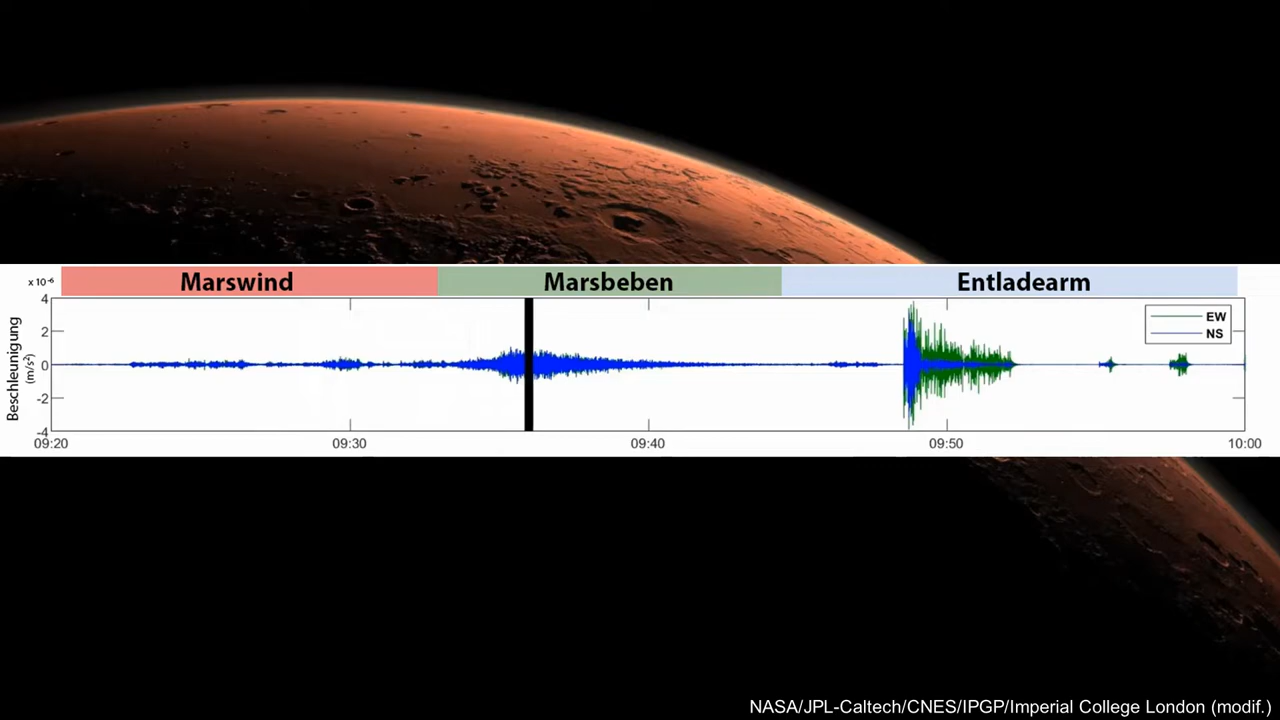 Marswind Marsbeben Entladearm
x 10⁻⁶
Beschleunigung
(m/s²)
4
2
0
-2
-4
EW
NS
09:20 09:30 09:40 09:50 10:00
NASA/JPL-Caltech/CNES/IPGP/Imperial College London (modif.)